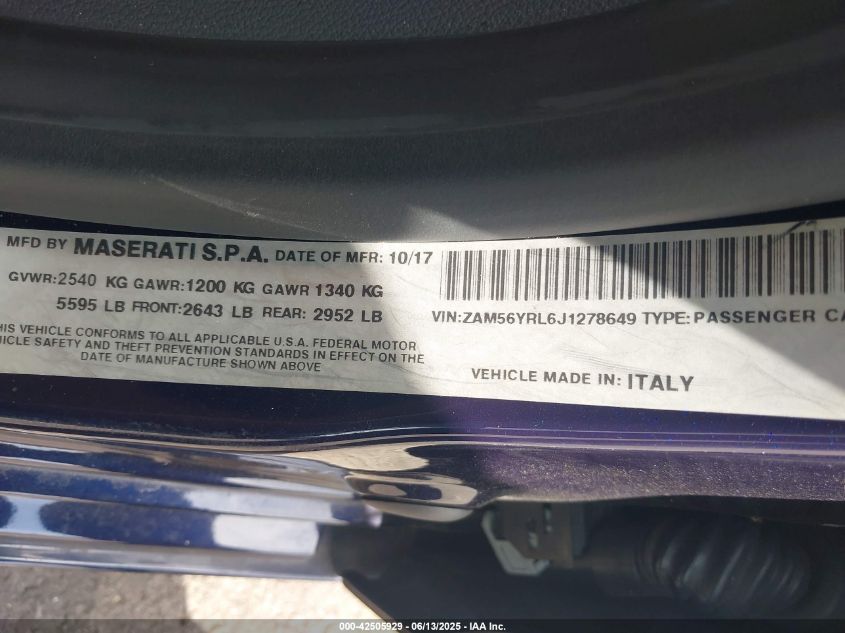 MFD BY MASERATI S.P.A. DATE OF MFR: 10/17
GVWR:2540 KG GAWR:1200 KG GAWR 1340 KG
5595 LB FRONT:2643 LB REAR: 2952 LB
HIS VEHICLE CONFORMS TO ALL APPLICABLE U.S.A. FEDERAL MOTOR
HICLE SAFETY AND THEFT PREVENTION STANDARDS IN EFFECT ON THE
DATE OF MANUFACTURE SHOWN ABOVE
VIN:ZAM56YRL6J1278649 TYPE:PASSENGER CA
VEHICLE MADE IN: ITALY
000-42505929 - 06/13/2025 - IAA Inc.